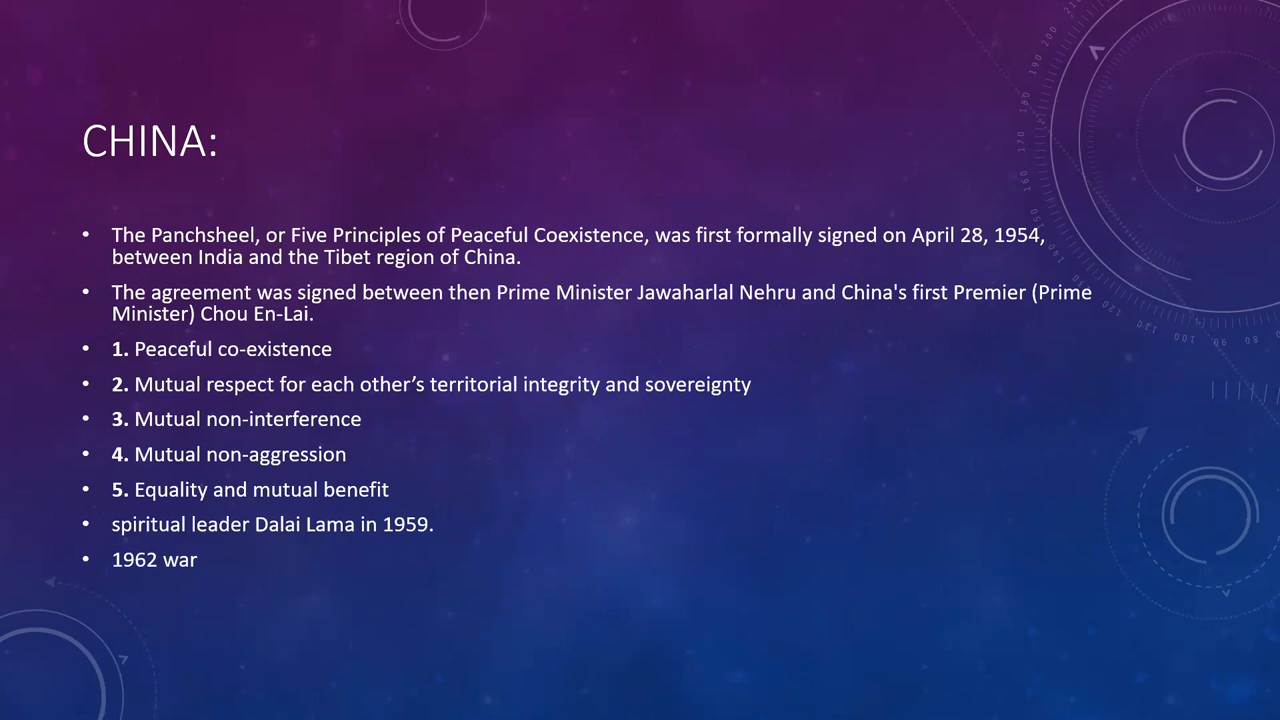 CHINA:
• The Panchsheel, or Five Principles of Peaceful Coexistence, was first formally signed on April 28, 1954,
between India and the Tibet region of China.
• The agreement was signed between then Prime Minister Jawaharlal Nehru and China's first Premier (Prime
Minister) Chou En-Lai.
• 1. Peaceful co-existence
• 2. Mutual respect for each other’s territorial integrity and sovereignty
• 3. Mutual non-interference
• 4. Mutual non-aggression
• 5. Equality and mutual benefit
• spiritual leader Dalai Lama in 1959.
• 1962 war